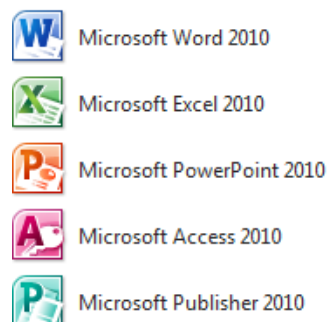 W Microsoft Word 2010
X Microsoft Excel 2010
P Microsoft PowerPoint 2010
A Microsoft Access 2010
P Microsoft Publisher 2010